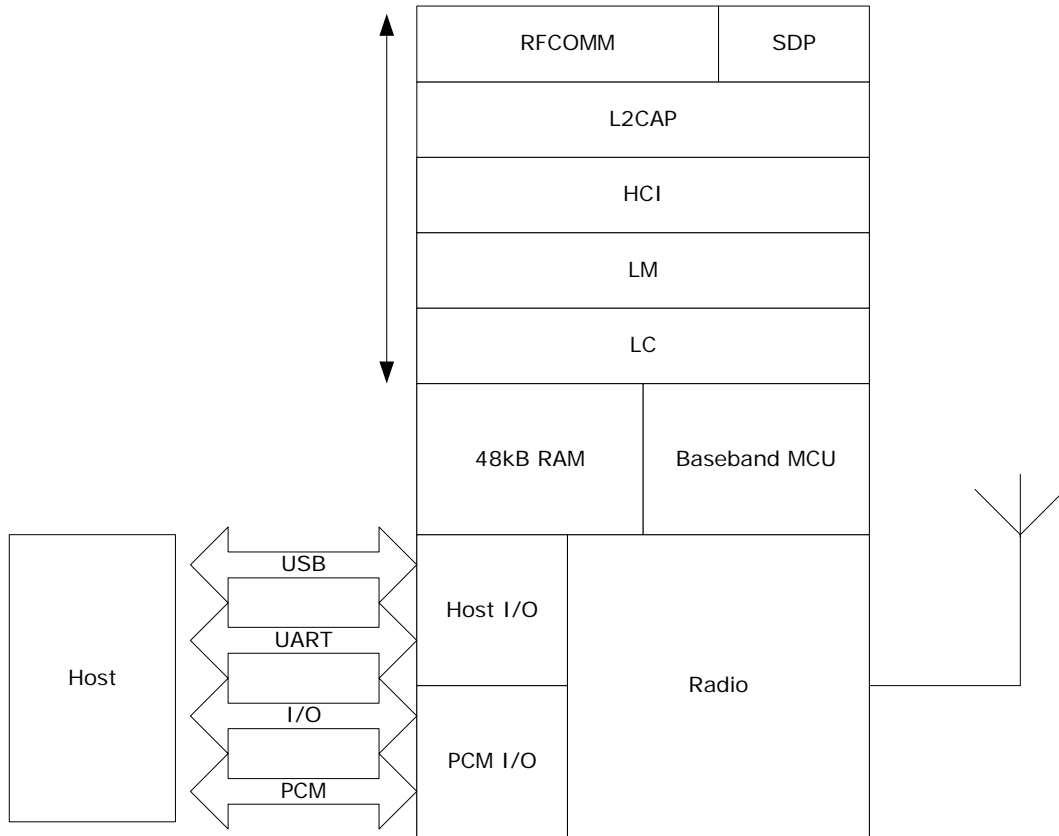 RFCOMM
SDP
L2CAP
HCI
LM
LC
48kB RAM
Baseband MCU
USB
Host I/O
UART
Host
Radio
I/O
PCM I/O
PCM